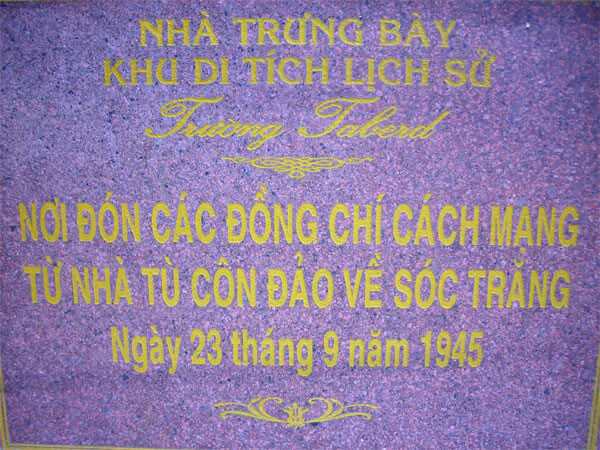 NHÀ TRƯNG BÀY
KHU DI TÍCH LỊCH SỬ
Trường Taberd
NƠI ĐÓN CÁC ĐỒNG CHÍ CÁCH MẠNG
TỪ NHÀ TÙ CÔN ĐẢO VỀ SÓC TRĂNG
Ngày 23 tháng 9 năm 1945